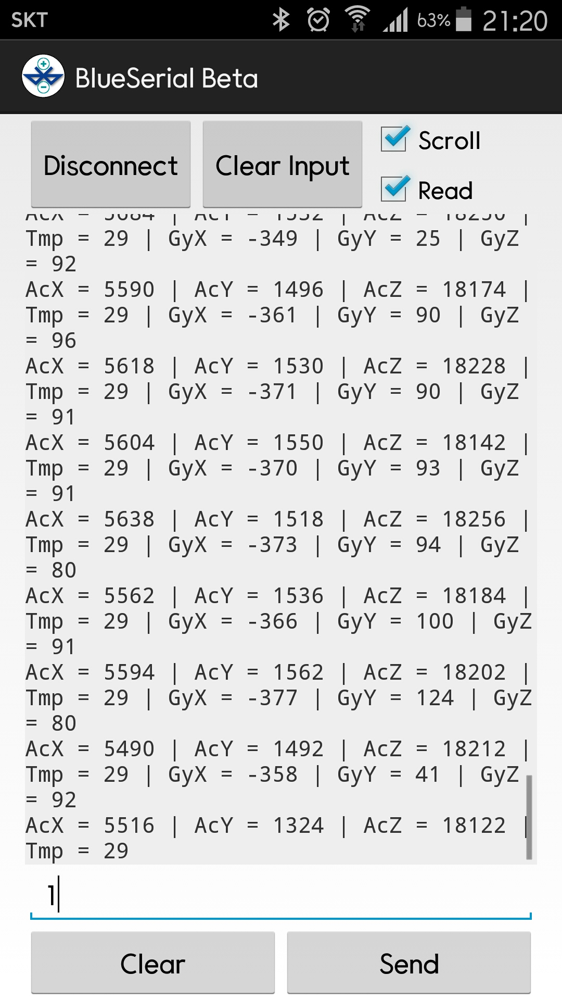 SKT 63% 21:20
BlueSerial Beta
Disconnect Clear Input Scroll
Read
AcX = 5684 | AcY = 1532 | AcZ = 18250 |
Tmp = 29 | GyX = -349 | GyY = 25 | GyZ
= 92
AcX = 5590 | AcY = 1496 | AcZ = 18174 |
Tmp = 29 | GyX = -361 | GyY = 90 | GyZ
= 96
AcX = 5618 | AcY = 1530 | AcZ = 18228 |
Tmp = 29 | GyX = -371 | GyY = 90 | GyZ
= 91
AcX = 5604 | AcY = 1550 | AcZ = 18142 |
Tmp = 29 | GyX = -370 | GyY = 93 | GyZ
= 91
AcX = 5638 | AcY = 1518 | AcZ = 18256 |
Tmp = 29 | GyX = -373 | GyY = 94 | GyZ
= 80
AcX = 5562 | AcY = 1536 | AcZ = 18184 |
Tmp = 29 | GyX = -366 | GyY = 100 | GyZ
= 91
AcX = 5594 | AcY = 1562 | AcZ = 18202 |
Tmp = 29 | GyX = -377 | GyY = 124 | GyZ
= 80
AcX = 5490 | AcY = 1492 | AcZ = 18212 |
Tmp = 29 | GyX = -358 | GyY = 41 | GyZ
= 92
AcX = 5516 | AcY = 1324 | AcZ = 18122 |
Tmp = 29
1
Clear Send